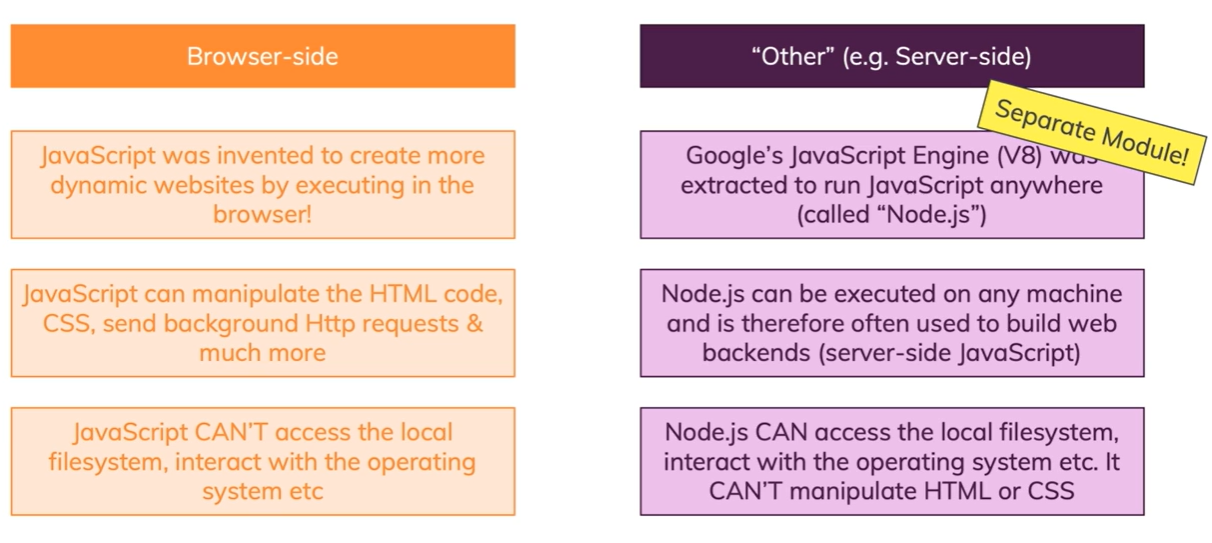 Browser-side
JavaScript was invented to create more
dynamic websites by executing in the
browser!
JavaScript can manipulate the HTML code,
CSS, send background Http requests &
much more
JavaScript CAN'T access the local
filesystem, interact with the operating
system etc
“Other” (e.g. Server-side)
Separate Module!
Google's JavaScript Engine (V8) was
extracted to run JavaScript anywhere
(called “Node.js”)
Node.js can be executed on any machine
and is therefore often used to build web
backends (server-side JavaScript)
Node.js CAN access the local filesystem,
interact with the operating system etc. It
CAN'T manipulate HTML or CSS